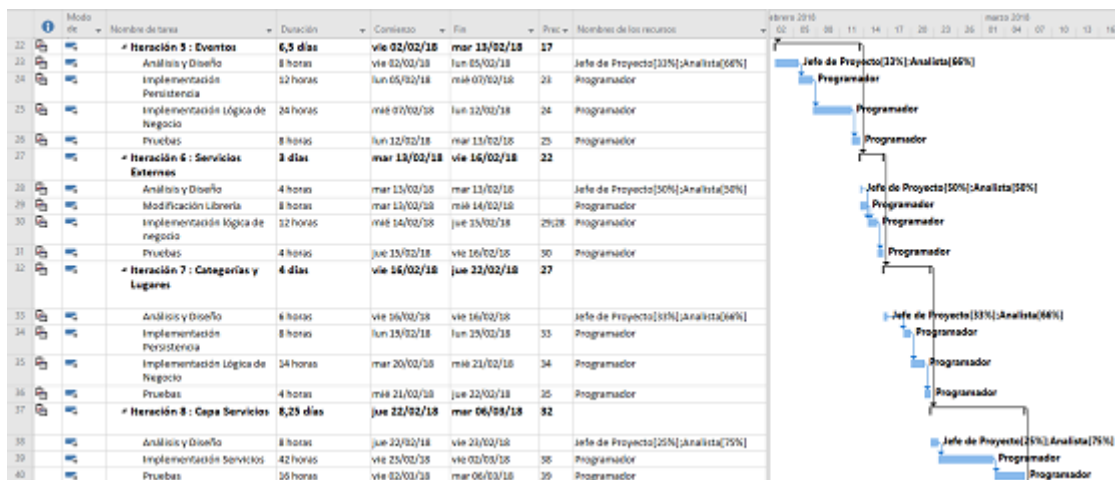 Modo de
Nombre de tarea
Duración
Comienzo
Fin
Prec
Nombres de los recursos
febrero 2018
marzo 2018
02 05 08 11 14 17 20 23 26 01 04 07 10 13 16
22 Iteración 5 : Eventos 6,5 días vie 02/02/18 mar 13/02/18 17
23 Análisis y Diseño 8 horas vie 02/02/18 lun 05/02/18 Jefe de Proyecto[33%];Analista[66%]
Jefe de Proyecto[33%];Analista[66%]
24 Implementación Persistencia 12 horas lun 05/02/18 mié 07/02/18 23 Programador
Programador
25 Implementación Lógica de Negocio 24 horas mié 07/02/18 lun 12/02/18 24 Programador
Programador
26 Pruebas 8 horas lun 12/02/18 mar 13/02/18 25 Programador
Programador
27 Iteración 6 : Servicios Externos 3 días mar 13/02/18 vie 16/02/18 22
28 Análisis y Diseño 4 horas mar 13/02/18 mar 13/02/18 Jefe de Proyecto[50%];Analista[50%]
Jefe de Proyecto[50%];Analista[50%]
29 Modificación Librería 8 horas mar 13/02/18 mié 14/02/18 Programador
Programador
30 Implementación lógica de negocio 12 horas mié 14/02/18 jue 15/02/18 29;28 Programador
Programador
31 Pruebas 4 horas jue 15/02/18 vie 16/02/18 30 Programador
Programador
32 Iteración 7 : Categorías y Lugares 4 días vie 16/02/18 jue 22/02/18 27
33 Análisis y Diseño 6 horas vie 16/02/18 vie 16/02/18 Jefe de Proyecto[33%];Analista[66%]
Jefe de Proyecto[33%];Analista[66%]
34 Implementación Persistencia 8 horas lun 19/02/18 lun 19/02/18 33 Programador
Programador
35 Implementación Lógica de Negocio 14 horas mar 20/02/18 mié 21/02/18 34 Programador
Programador
36 Pruebas 4 horas mié 21/02/18 jue 22/02/18 35 Programador
Programador
37 Iteración 8 : Capa Servicios 8,25 días jue 22/02/18 mar 06/03/18 32
38 Análisis y Diseño 8 horas jue 22/02/18 vie 23/02/18 Jefe de Proyecto[25%];Analista[75%]
Jefe de Proyecto[25%];Analista[75%]
39 Implementación Servicios 42 horas vie 23/02/18 vie 02/03/18 38 Programador
Programador
40 Pruebas 16 horas vie 02/03/18 mar 06/03/18 39 Programador
Programador